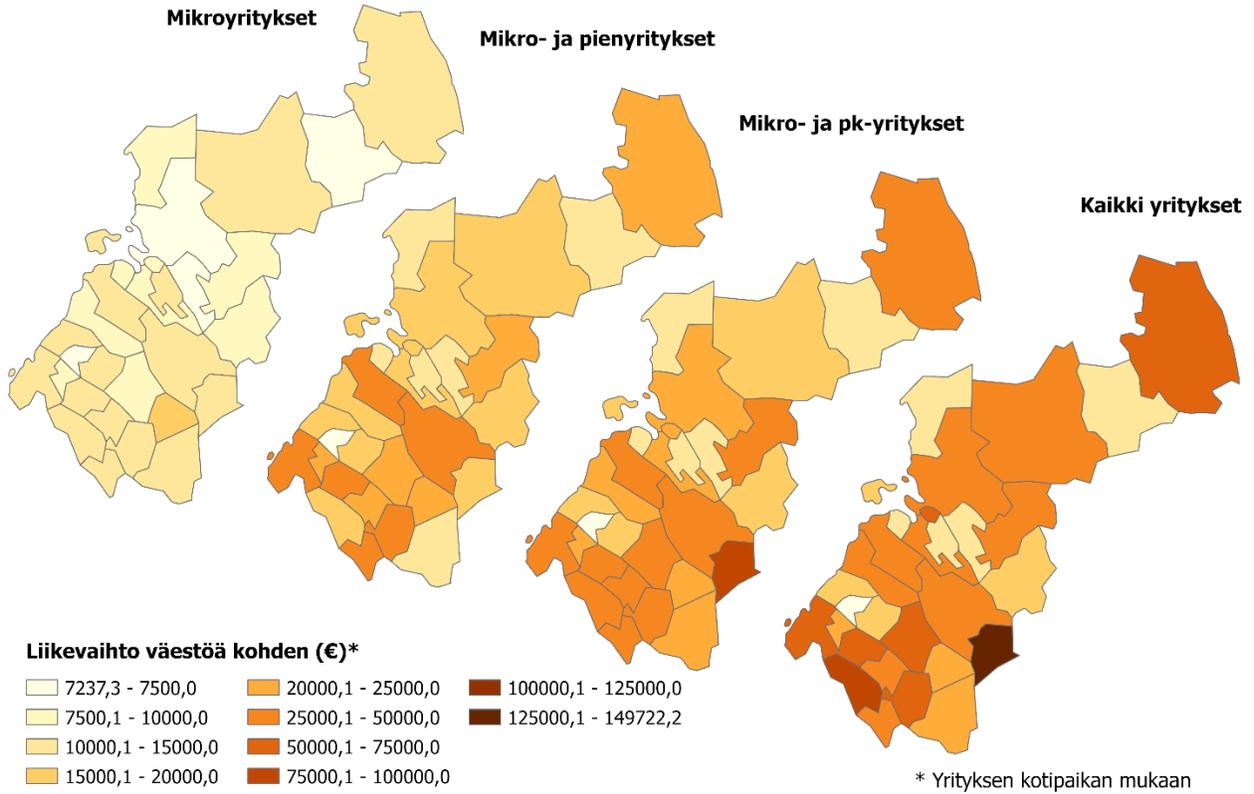 Mikroyritykset
Mikro- ja pienyritykset
Mikro- ja pk-yritykset
Kaikki yritykset
Liikevaihto väestöä kohden (€)*
7237,3 - 7500,0
7500,1 - 10000,0
10000,1 - 15000,0
15000,1 - 20000,0
20000,1 - 25000,0
25000,1 - 50000,0
50000,1 - 75000,0
75000,1 - 100000,0
100000,1 - 125000,0
125000,1 - 149722,2
* Yrityksen kotipaikan mukaan